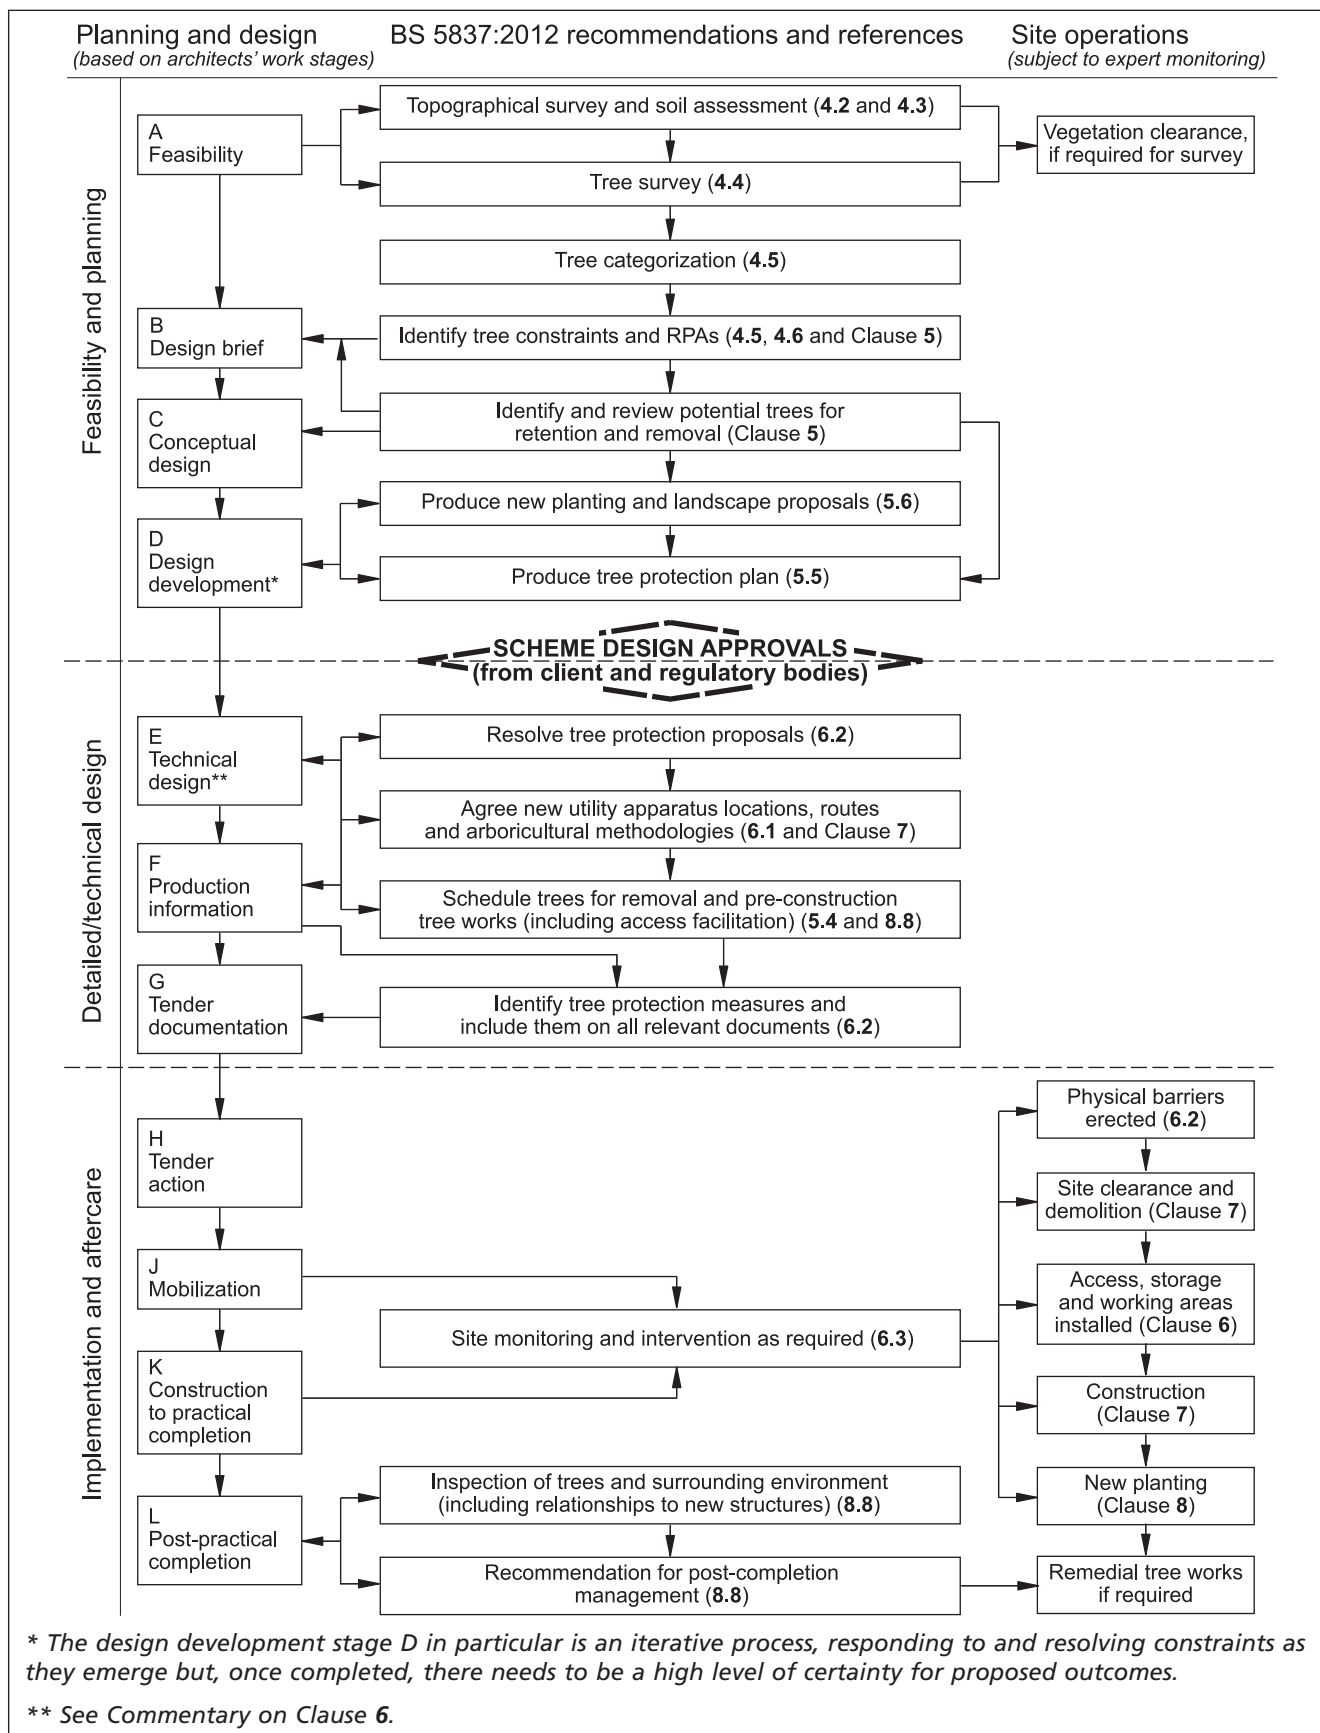 Planning and design
(based on architects' work stages)
BS 5837:2012 recommendations and references
Site operations
(subject to expert monitoring)
Feasibility and planning
A
Feasibility
Topographical survey and soil assessment (4.2 and 4.3)
Tree survey (4.4)
Vegetation clearance,
if required for survey
Tree categorization (4.5)
B
Design brief
Identify tree constraints and RPAs (4.5, 4.6 and Clause 5)
C
Conceptual
design
Identify and review potential trees for
retention and removal (Clause 5)
D
Design
development*
Produce new planting and landscape proposals (5.6)
Produce tree protection plan (5.5)
SCHEME DESIGN APPROVALS
(from client and regulatory bodies)
Detailed/technical design
E
Technical
design**
Resolve tree protection proposals (6.2)
Agree new utility apparatus locations, routes
and arboricultural methodologies (6.1 and Clause 7)
F
Production
information
Schedule trees for removal and pre-construction
tree works (including access facilitation) (5.4 and 8.8)
G
Tender
documentation
Identify tree protection measures and
include them on all relevant documents (6.2)
Implementation and aftercare
H
Tender
action
J
Mobilization
K
Construction
to practical
completion
Site monitoring and intervention as required (6.3)
Physical barriers
erected (6.2)
Site clearance and
demolition (Clause 7)
Access, storage
and working areas
installed (Clause 6)
Construction
(Clause 7)
New planting
(Clause 8)
L
Post-practical
completion
Inspection of trees and surrounding environment
(including relationships to new structures) (8.8)
Recommendation for post-completion
management (8.8)
Remedial tree works
if required
* The design development stage D in particular is an iterative process, responding to and resolving constraints as
they emerge but, once completed, there needs to be a high level of certainty for proposed outcomes.
** See Commentary on Clause 6.